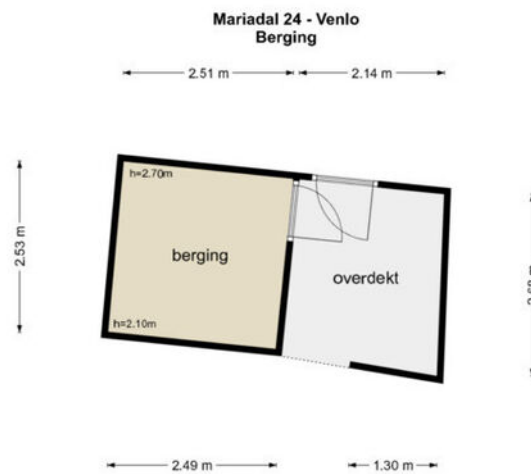 Mariadal 24 - Venlo
Berging
2.51 m
2.14 m
h=2.70m
2.53 m
berging
overdekt
h=2.10m
2.49 m
1.30 m